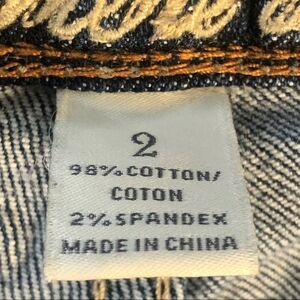 2
98% COTTON/
COTON
2% SPANDEX
MADE IN CHINA